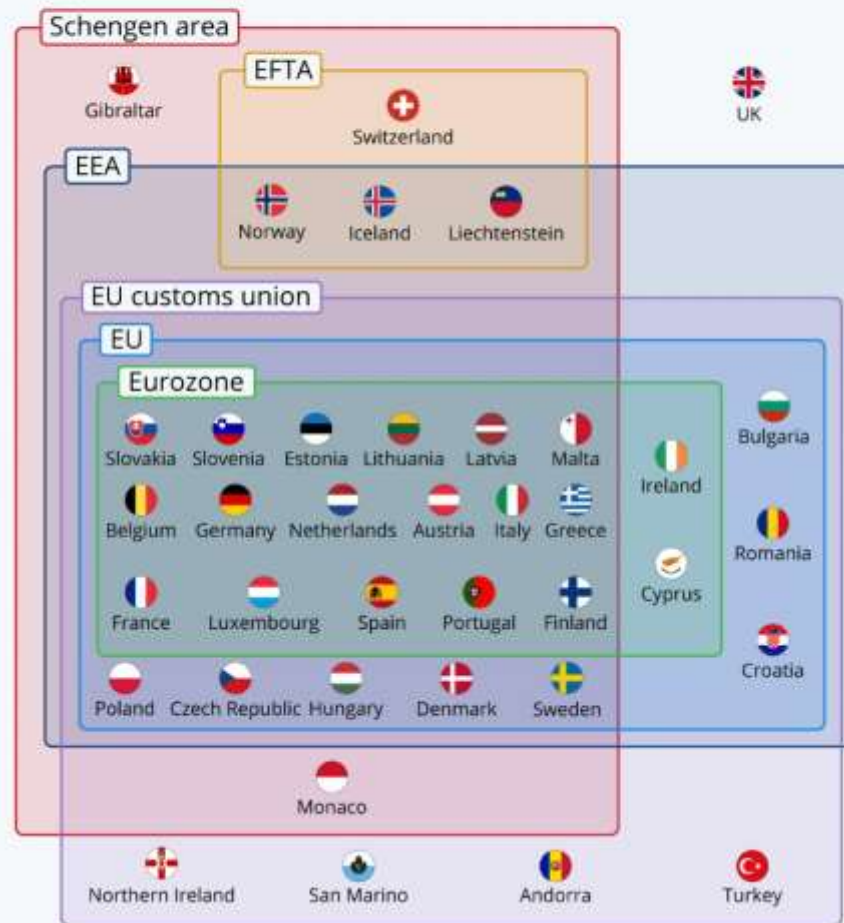 Schengen area
EFTA
Gibraltar
Switzerland
UK
EEA
Norway Iceland Liechtenstein
EU customs union
EU
Eurozone
Slovakia Slovenia Estonia Lithuania Latvia Malta
Bulgaria
Ireland
Belgium Germany Netherlands Austria Italy Greece
Romania
Cyprus
France Luxembourg Spain Portugal Finland
Croatia
Poland Czech Republic Hungary Denmark Sweden
Monaco
Northern Ireland San Marino Andorra Turkey